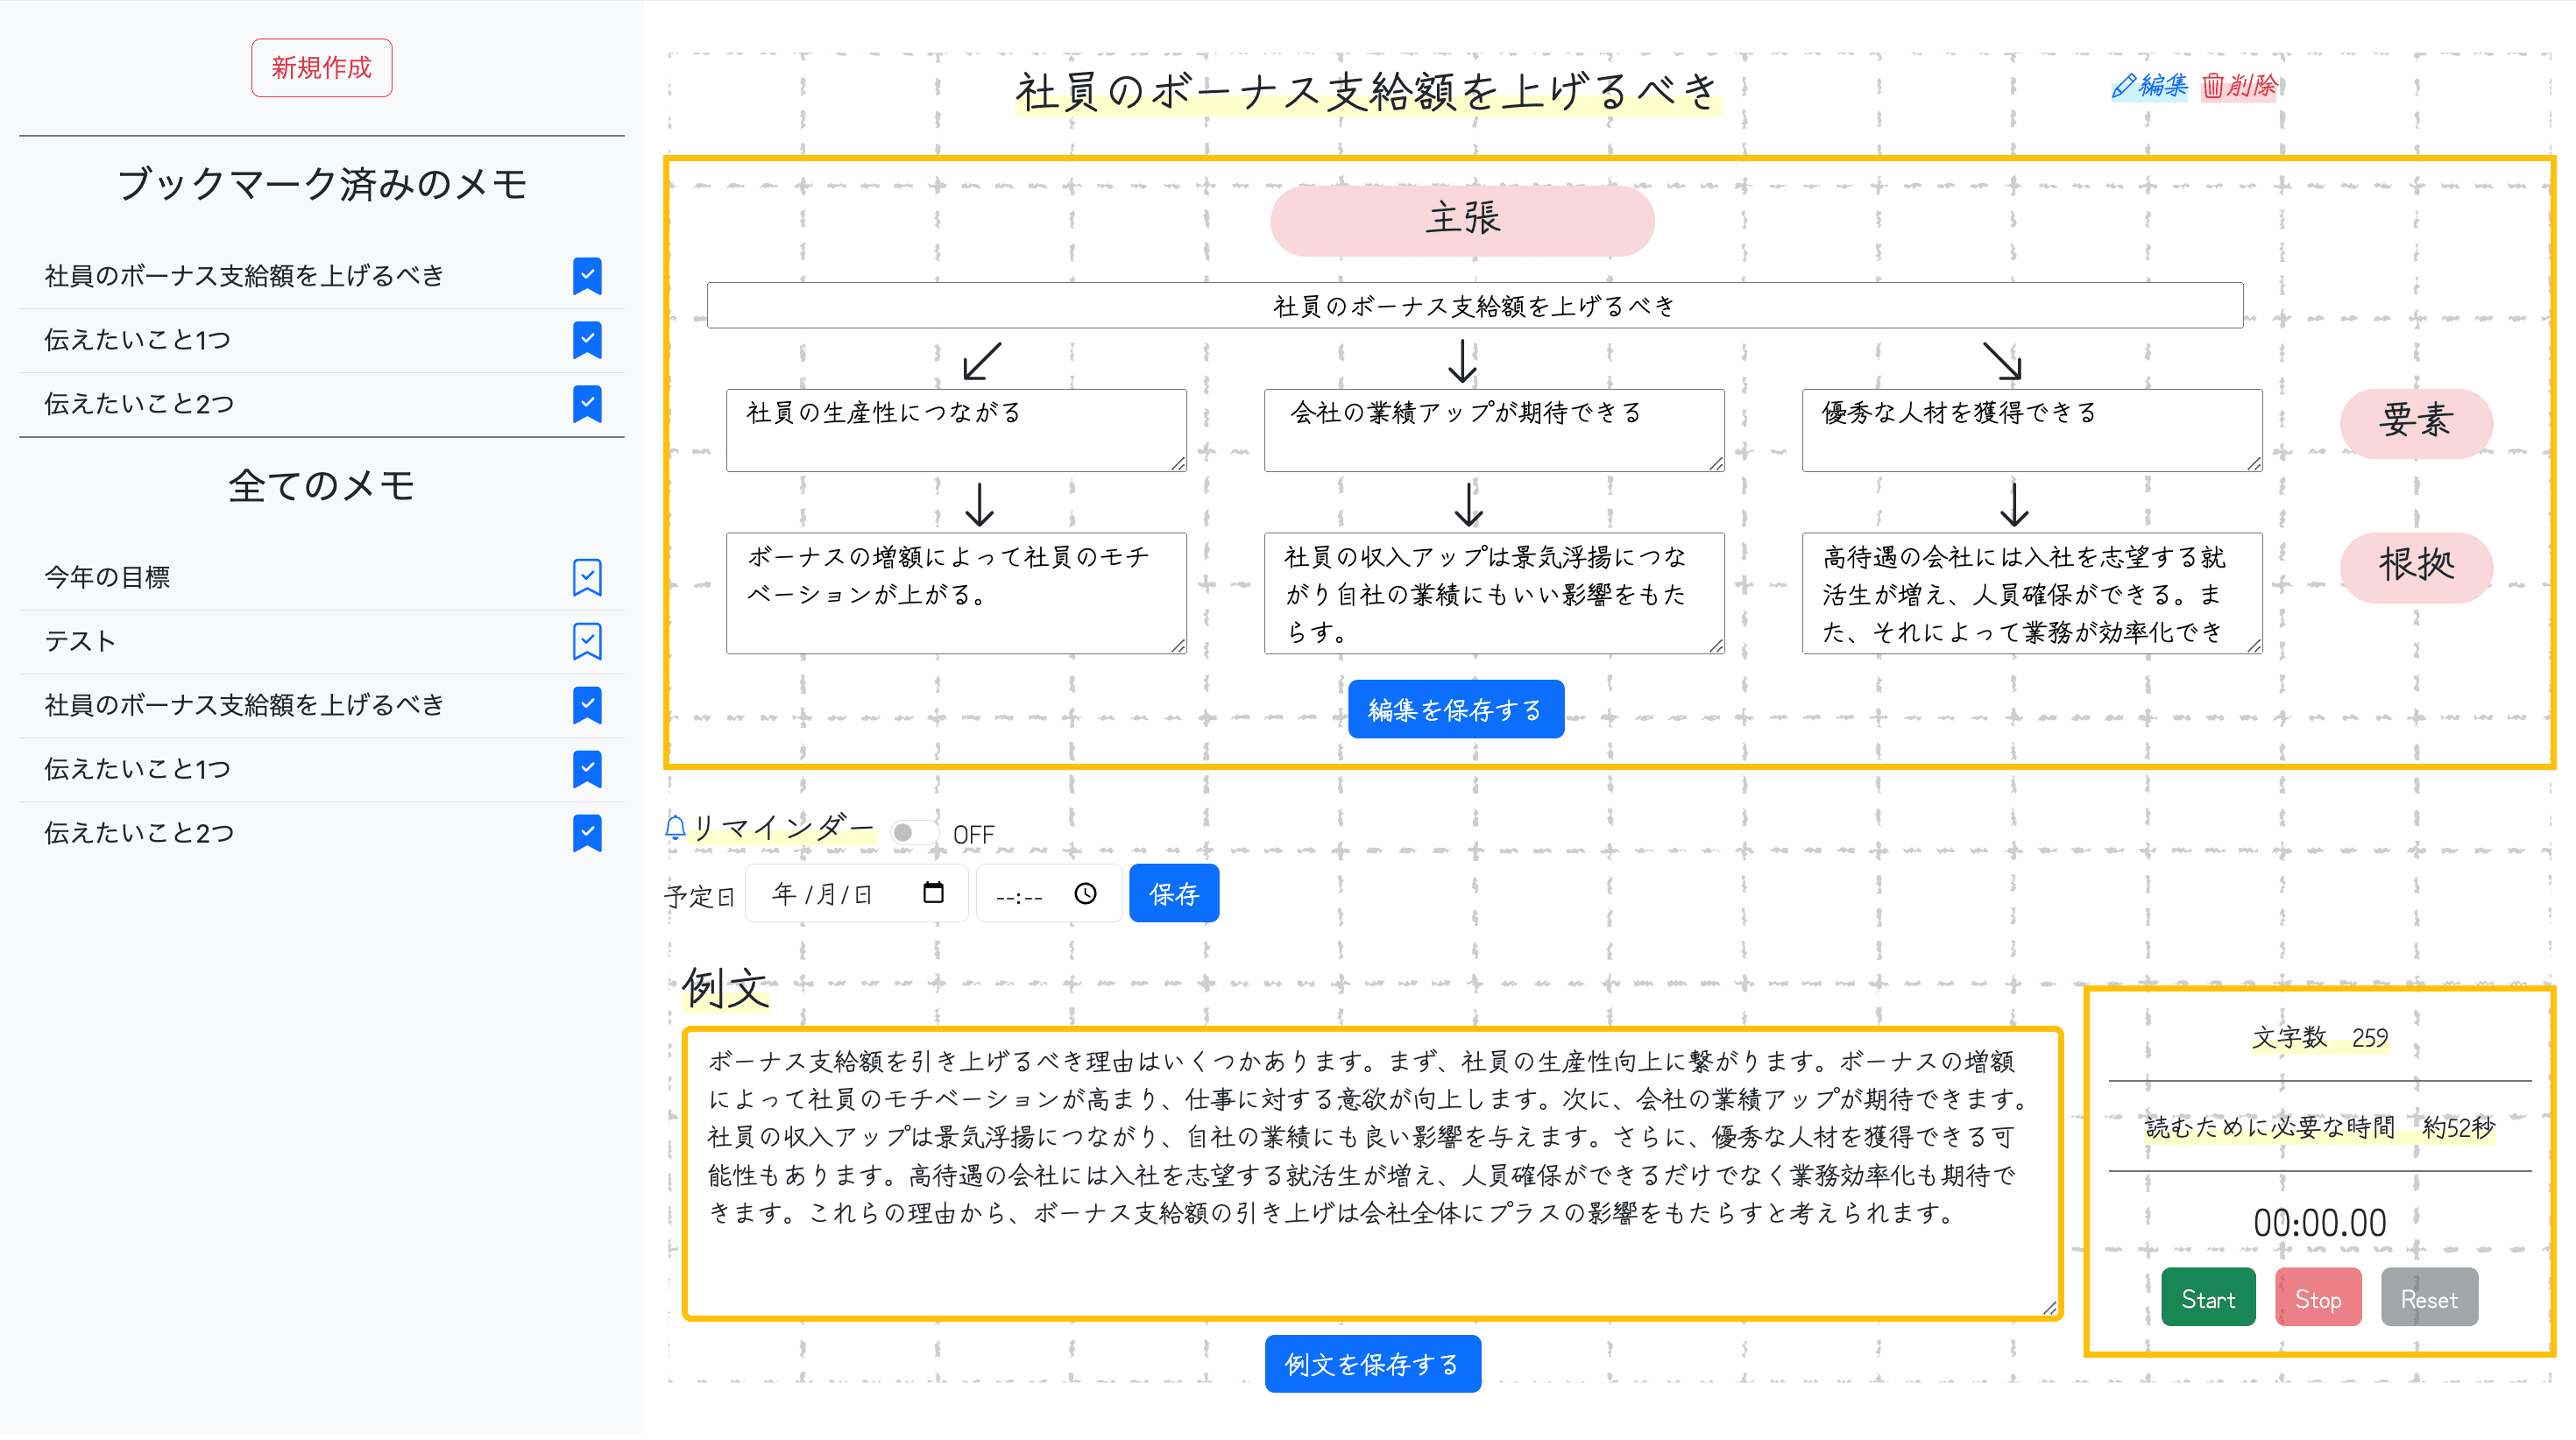 新規作成
ブックマーク済みのメモ
社員のボーナス支給額を上げるべき
伝えたいこと1つ
伝えたいこと2つ
全てのメモ
今年の目標
テスト
社員のボーナス支給額を上げるべき
伝えたいこと1つ
伝えたいこと2つ
社員のボーナス支給額を上げるべき
編集 削除
主張
社員のボーナス支給額を上げるべき
社員の生産性につながる
会社の業績アップが期待できる
優秀な人材を獲得できる
要素
ボーナスの増額によって社員のモチ
ベーションが上がる。
社員の収入アップは景気浮揚につな
がり自社の業績にもいい影響をもた
らす。
高待遇の会社には入社を志望する就
活生が増え、人員確保ができる。ま
た、それによって業務が効率化でき
根拠
編集を保存する
リマインダー OFF
予定日 年/月/日 --:-- 保存
例文
ボーナス支給額を引き上げるべき理由はいくつかあります。まず、社員の生産性向上に繋がります。ボーナスの増額
によって社員のモチベーションが高まり、仕事に対する意欲が向上します。次に、会社の業績アップが期待できます。
社員の収入アップは景気浮揚につながり、自社の業績にも良い影響を与えます。さらに、優秀な人材を獲得できる可
能性もあります。高待遇の会社には入社を志望する就活生が増え、人員確保ができるだけでなく業務効率化も期待で
きます。これらの理由から、ボーナス支給額の引き上げは会社全体にプラスの影響をもたらすと考えられます。
例文を保存する
文字数 259
読むために必要な時間 約52秒
00:00.00
Start Stop Reset